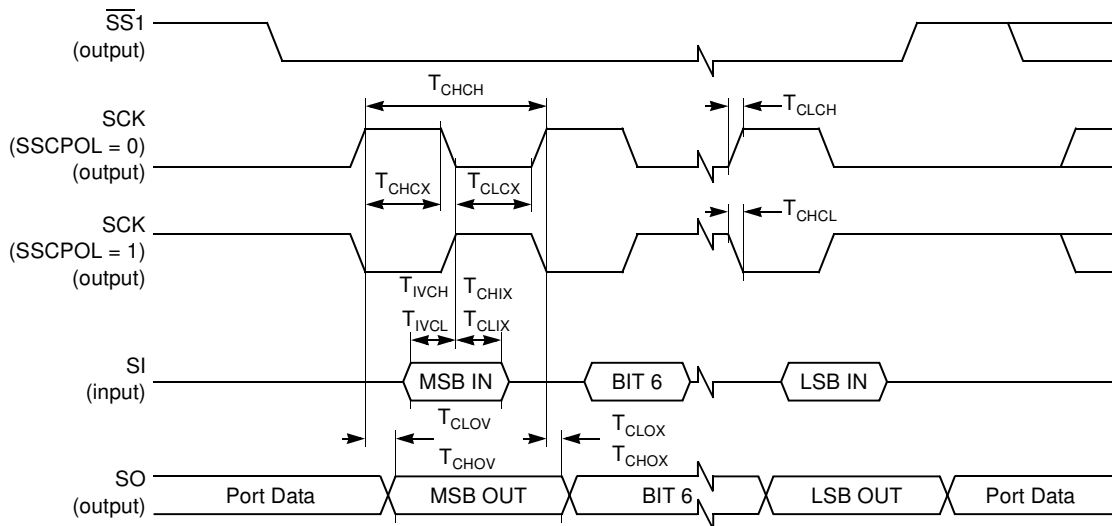 SS1
(output)
T_CHCH
T_CLCH
SCK
(SSCPOL = 0)
(output)
T_CHCX
T_CLCX
T_CHCL
SCK
(SSCPOL = 1)
(output)
T_IVCH
T_CHIX
T_IVCL
T_CLIX
SI
(input)
MSB IN
BIT 6
LSB IN
T_CLOV
T_CLOX
T_CHOV
T_CHOX
SO
(output)
Port Data
MSB OUT
BIT 6
LSB OUT
Port Data